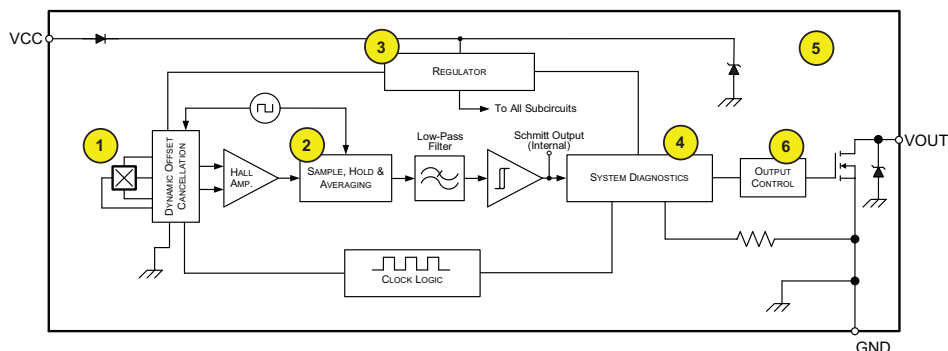 VCC
3
5
REGULATOR
To All Subcircuits
1
2
Low-Pass
Filter
Schmitt Output
(Internal)
4
6
VOUT
DYNAMIC OFFSET
CANCELLATION
HALL
AMP.
SAMPLE, HOLD &
AVERAGING
SYSTEM DIAGNOSTICS
OUTPUT
CONTROL
CLOCK LOGIC
GND